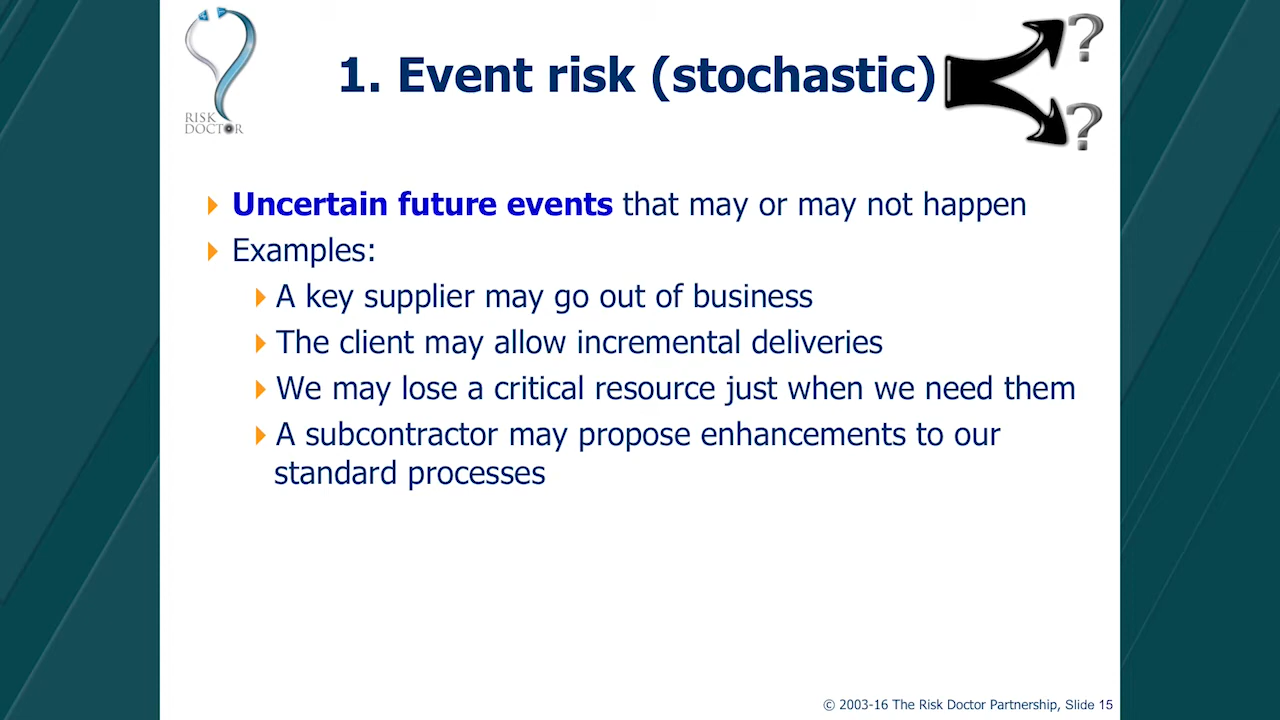 RISK
DOCTOR
1. Event risk (stochastic)
?
?
Uncertain future events that may or may not happen
Examples:
A key supplier may go out of business
The client may allow incremental deliveries
We may lose a critical resource just when we need them
A subcontractor may propose enhancements to our
standard processes
© 2003-16 The Risk Doctor Partnership, Slide 15